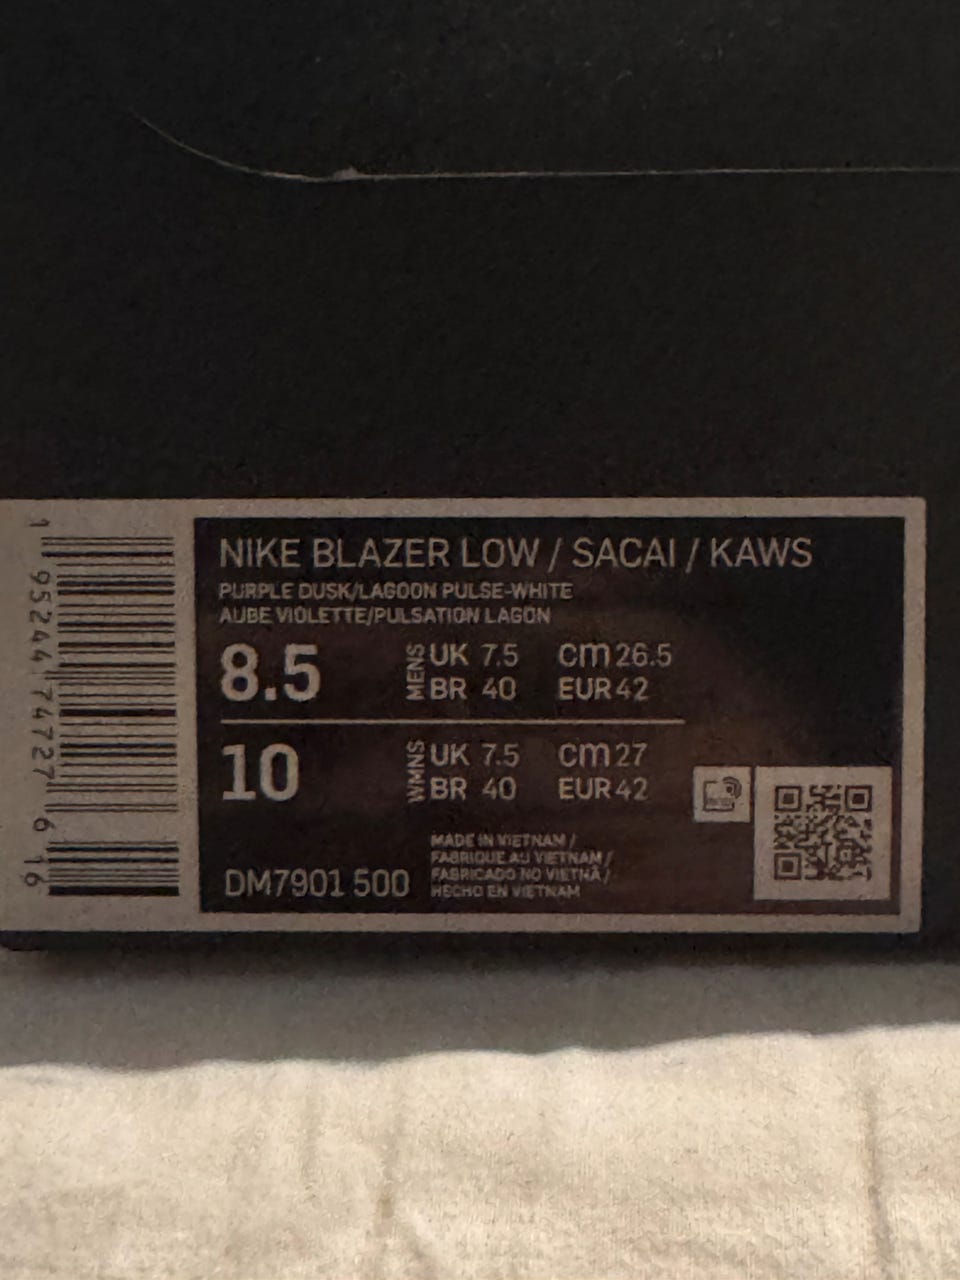 1 95244 74727 6 16
NIKE BLAZER LOW / SACAI / KAWS
PURPLE DUSK/LAGOON PULSE-WHITE
AUBE VIOLETTE/PULSATION LAGON
8.5 MENS UK 7.5 cm 26.5
BR 40 EUR 42
10 WMNS UK 7.5 cm 27
BR 40 EUR 42
MADE IN VIETNAM /
FABRIQUE AU VIETNAM /
FABRICADO NO VIETNÃ /
HECHO EN VIETNAM
DM7901 500